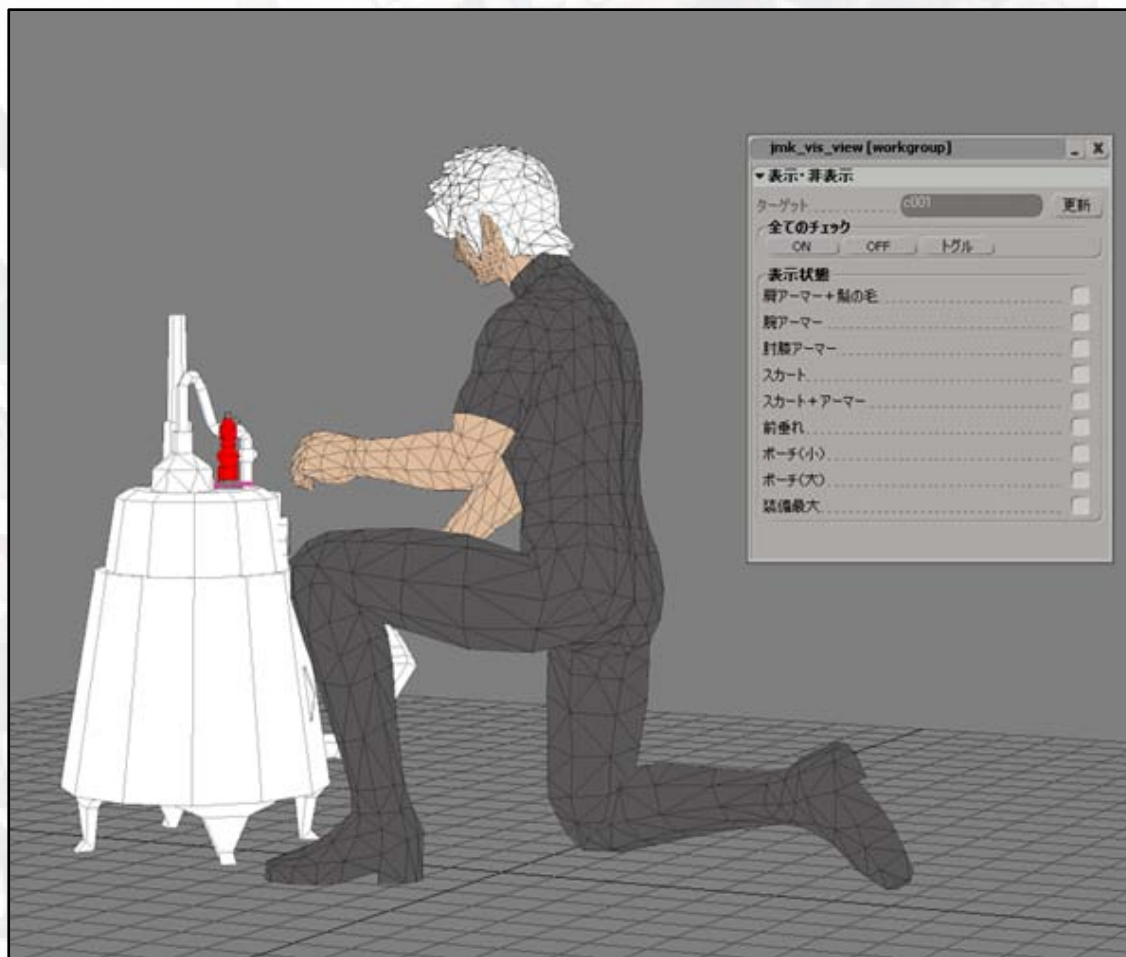 jmk_vis_view [workgroup]
表示・非表示
ターゲット c001 更新
全てのチェック
ON OFF トグル
表示状態
肩アーマー+髪の毛
腕アーマー
肘膝アーマー
スカート
スカート+アーマー
前垂れ
ポーチ(小)
ポーチ(大)
装備最大